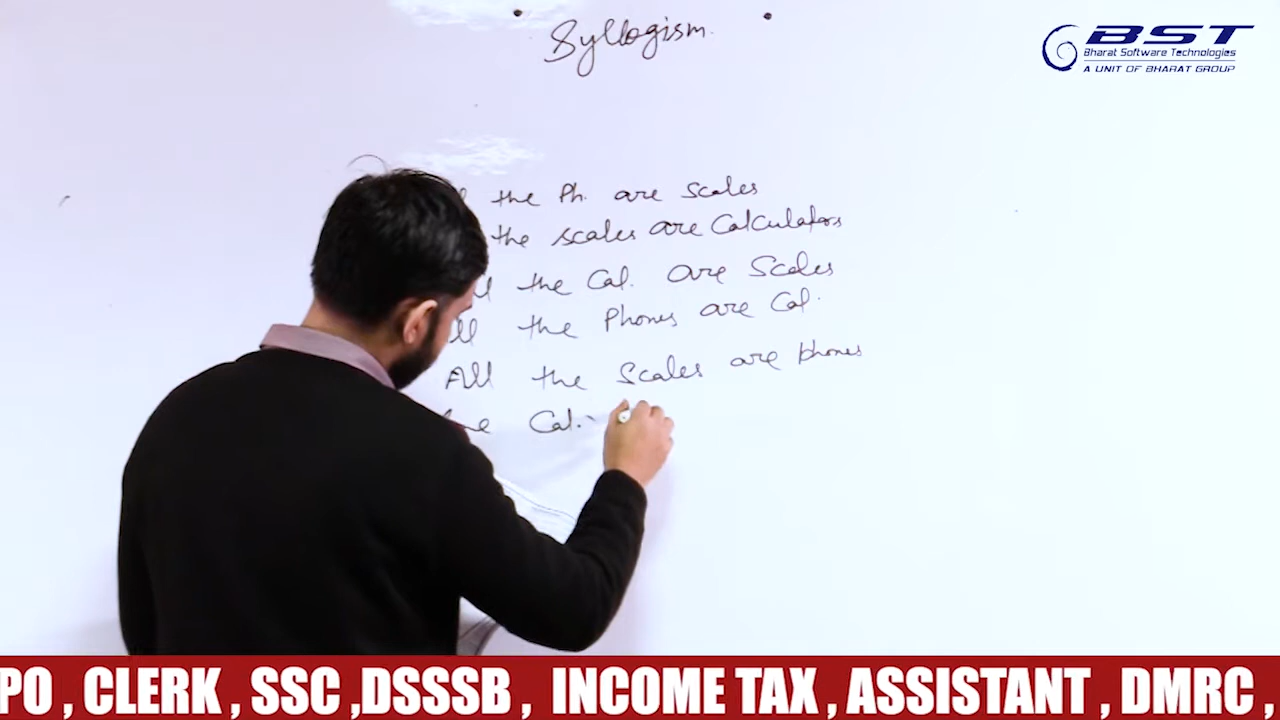 Syllogism
BST
Bharat Software Technologies
A UNIT OF BHARAT GROUP
the Ph. are Scales
the scales are Calculators
the Cal. are Scales
the Phones are Cal.
All the Scales are phones
Cal.
PO , CLERK , SSC ,DSSSB , INCOME TAX , ASSISTANT , DMRC ,